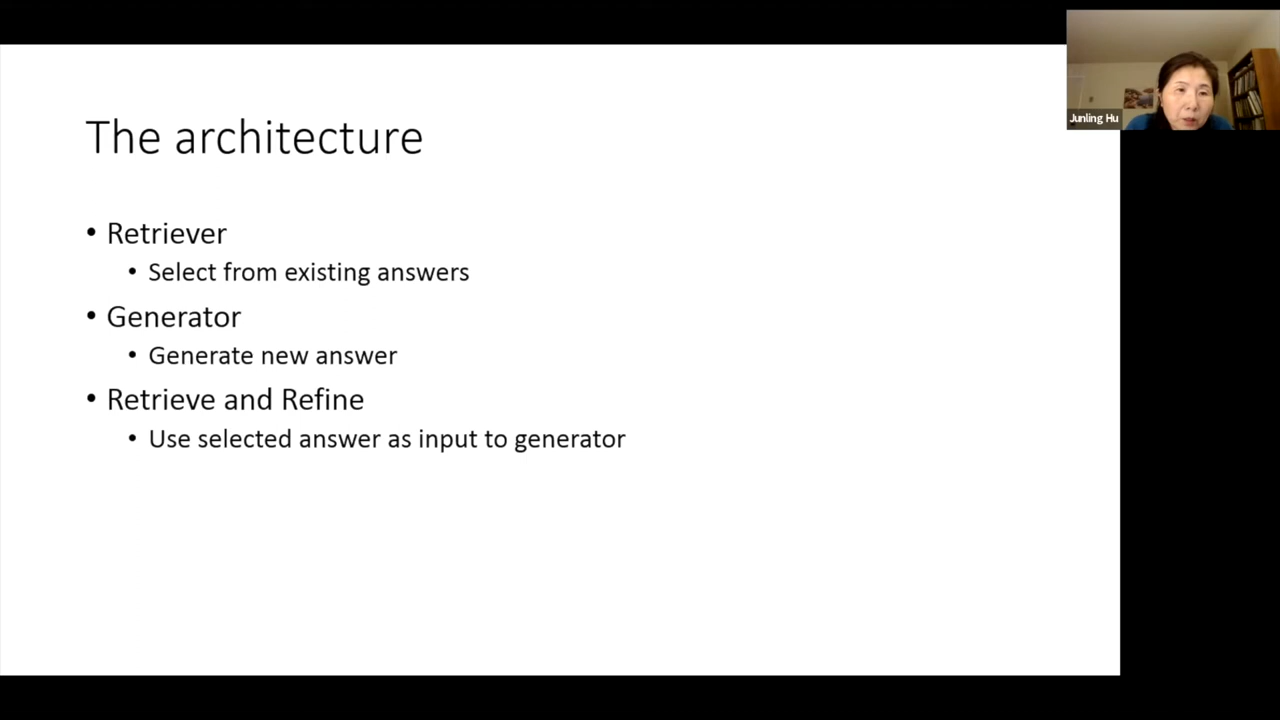 The architecture
• Retriever
• Select from existing answers
• Generator
• Generate new answer
• Retrieve and Refine
• Use selected answer as input to generator
Junling Hu